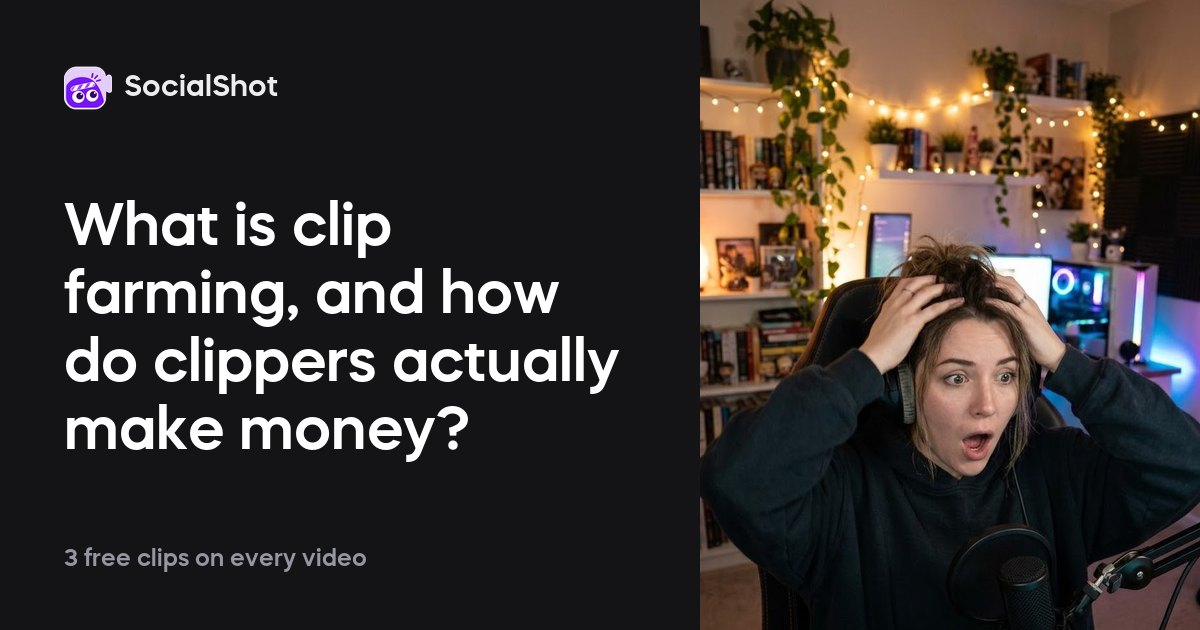 SocialShot
What is clip
farming, and how
do clippers actually
make money?
3 free clips on every video